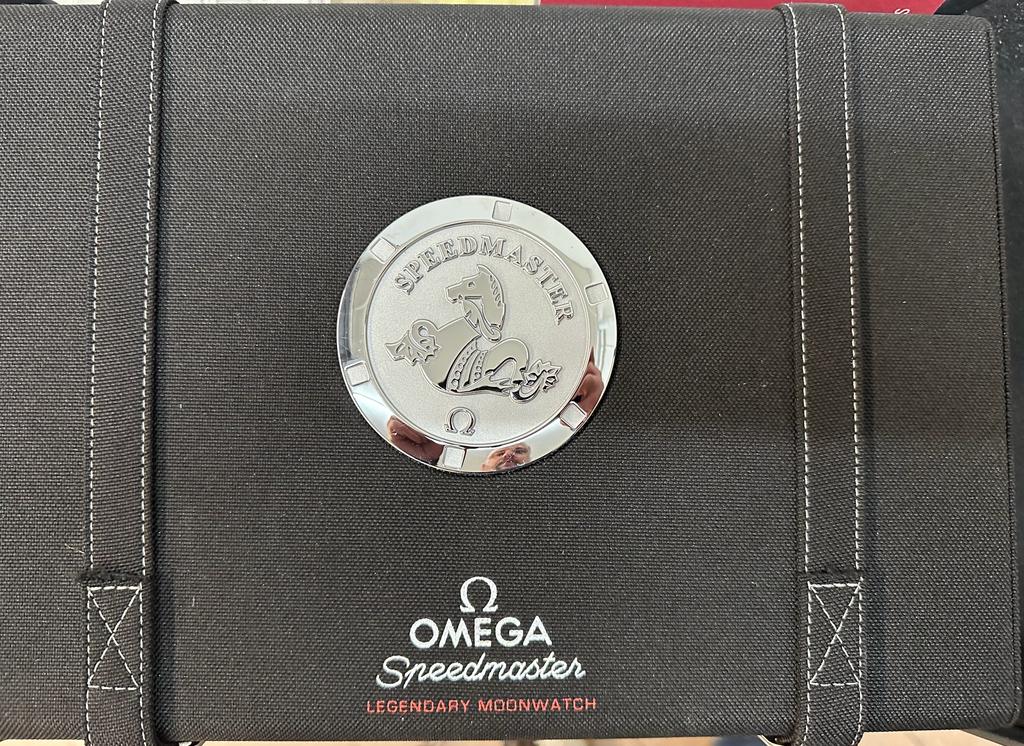 SPEEDMASTER
Ω
Ω
OMEGA
Speedmaster
LEGENDARY MOONWATCH